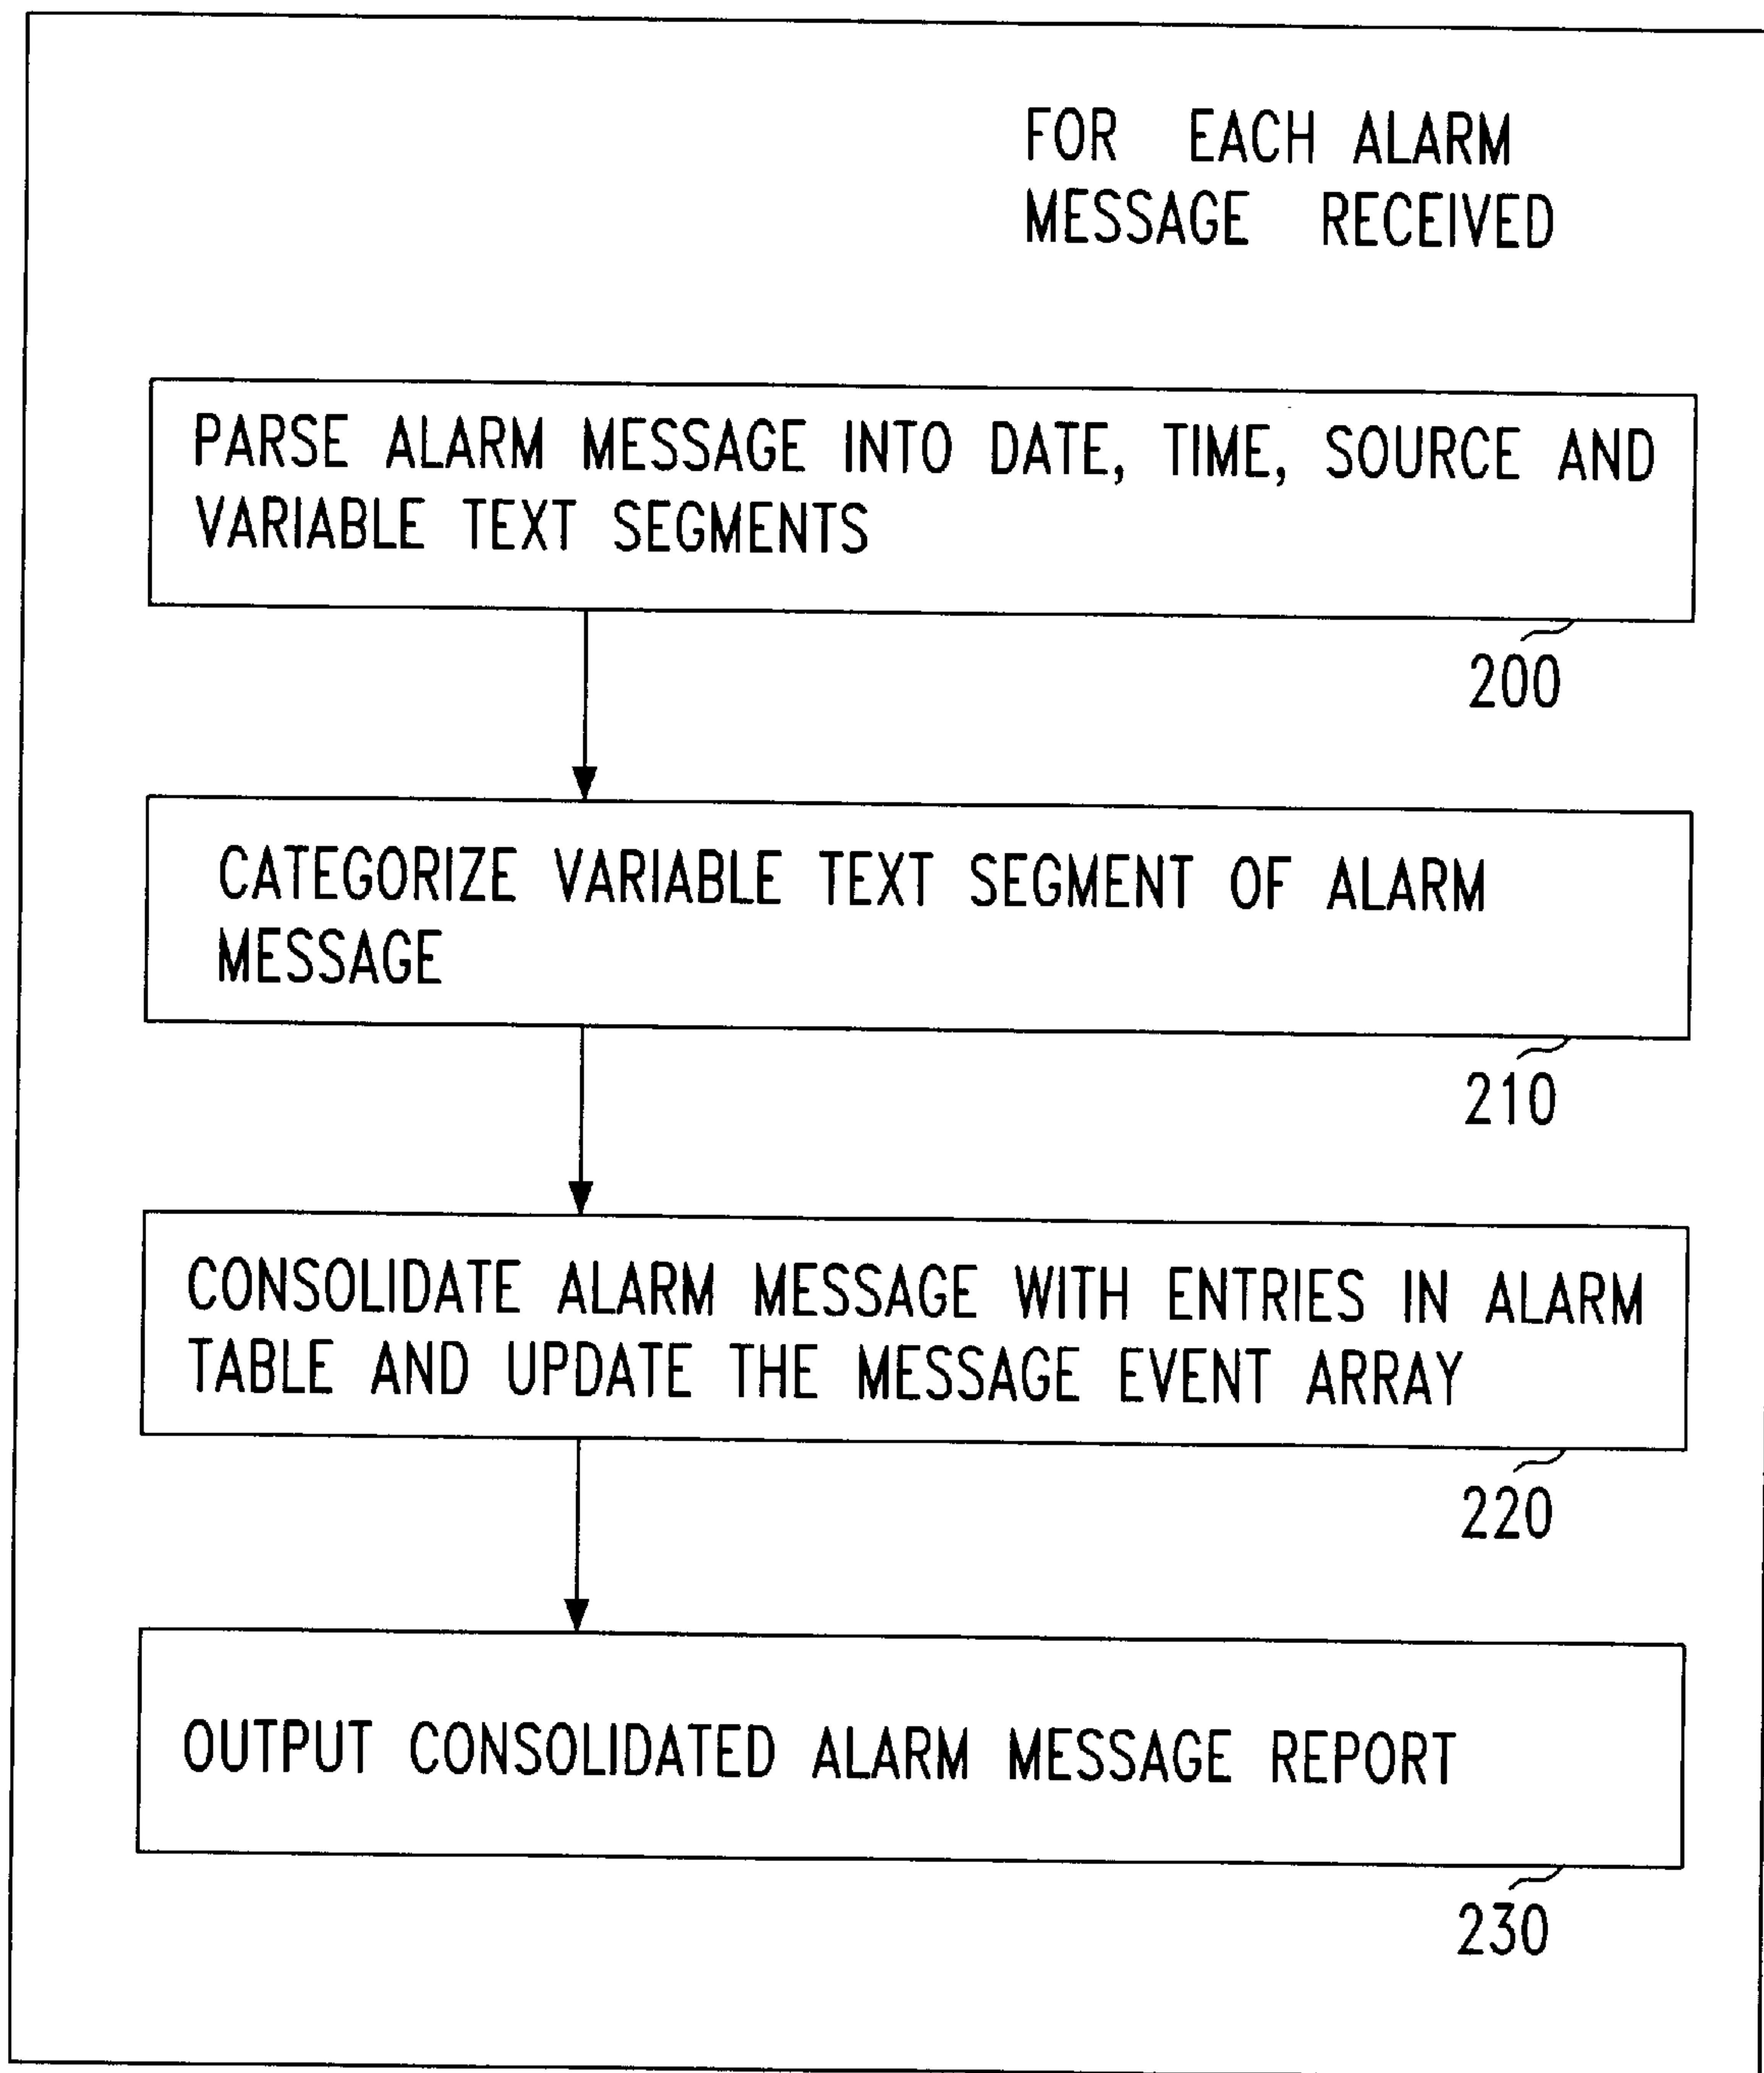 FOR EACH ALARM
MESSAGE RECEIVED
PARSE ALARM MESSAGE INTO DATE, TIME, SOURCE AND
VARIABLE TEXT SEGMENTS
200
CATEGORIZE VARIABLE TEXT SEGMENT OF ALARM
MESSAGE
210
CONSOLIDATE ALARM MESSAGE WITH ENTRIES IN ALARM
TABLE AND UPDATE THE MESSAGE EVENT ARRAY
220
OUTPUT CONSOLIDATED ALARM MESSAGE REPORT
230